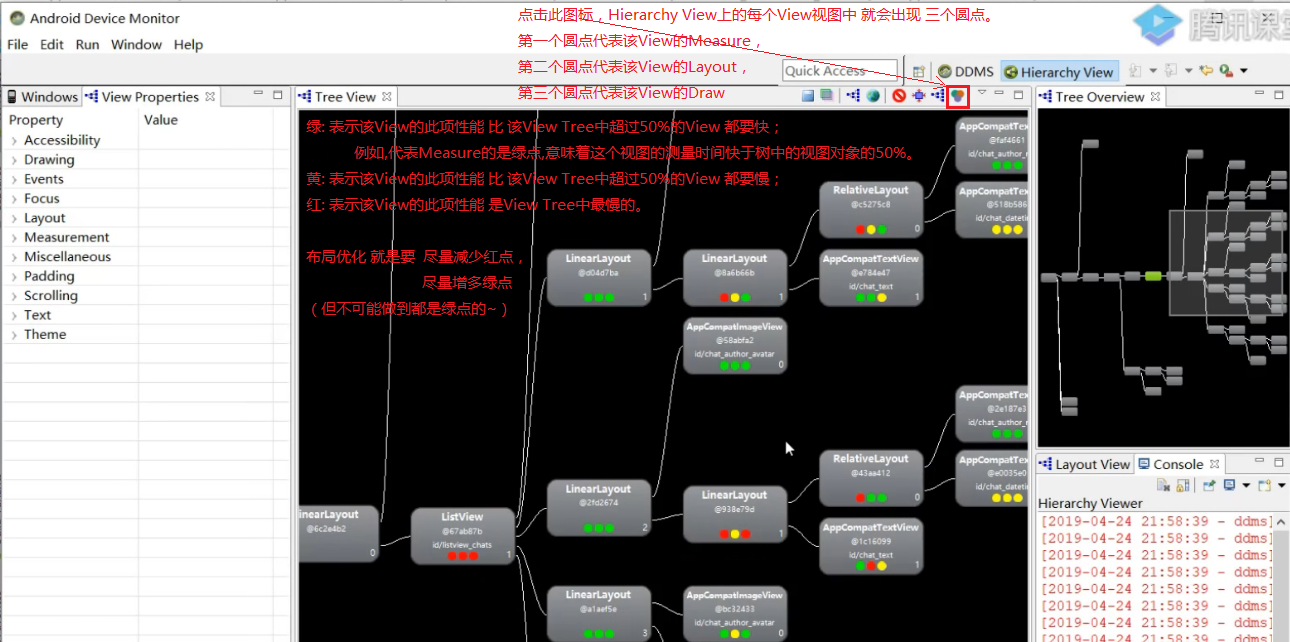 Android Device Monitor
点击此图标，Hierarchy View上的每个View视图中 就会出现 三个圆点。
腾讯课堂
File Edit Run Window Help
第一个圆点代表该View的Measure，
第二个圆点代表该View的Layout，
Quick Access
DDMS
Hierarchy View
第三个圆点代表该View的Draw
Windows
View Properties
Property Value
Accessibility
Drawing
Events
Focus
Layout
Measurement
Miscellaneous
Padding
Scrolling
Text
Theme
Tree View
绿: 表示该View的此项性能 比 该View Tree中超过50%的View 都要快；
例如,代表Measure的是绿点,意味着这个视图的测量时间快于树中的视图对象的50%。
黄: 表示该View的此项性能 比 该View Tree中超过50%的View 都要慢；
红: 表示该View的此项性能 是View Tree中最慢的。
布局优化 就是要 尽量减少红点，
尽量增多绿点
（但不可能做到都是绿点的~）
AppCompatTex
@faf4661
id/chat_author_r
RelativeLayout
@c5275c8
0
AppCompatTex
@518b586
id/chat_datetir
LinearLayout
@d04d7ba
1
LinearLayout
@8a6b66b
1
AppCompatTextView
@e784e47
id/chat_text
1
AppCompatImageView
@58abfa2
id/chat_author_avatar
0
AppCompatTex
@2e187e3
id/chat_author_r
RelativeLayout
@43aa412
0
AppCompatTex
@e0035e0
id/chat_datetir
LinearLayout
@2fd2674
2
LinearLayout
@938e79d
1
inearLayout
@6c2e4b2
0
ListView
@67ab87b
id/listview_chats
1
AppCompatTextView
@1c16099
id/chat_text
1
LinearLayout
@a1aef5e
3
AppCompatImageView
@bc32433
id/chat_author_avatar
0
Tree Overview
Layout View
Console
Hierarchy Viewer
[2019-04-24 21:58:39 - ddms]
[2019-04-24 21:58:39 - ddms]
[2019-04-24 21:58:39 - ddms]
[2019-04-24 21:58:39 - ddms]
[2019-04-24 21:58:39 - ddms]
[2019-04-24 21:58:39 - ddms]
[2019-04-24 21:58:39 - ddms]
[2019-04-24 21:58:39 - ddms]